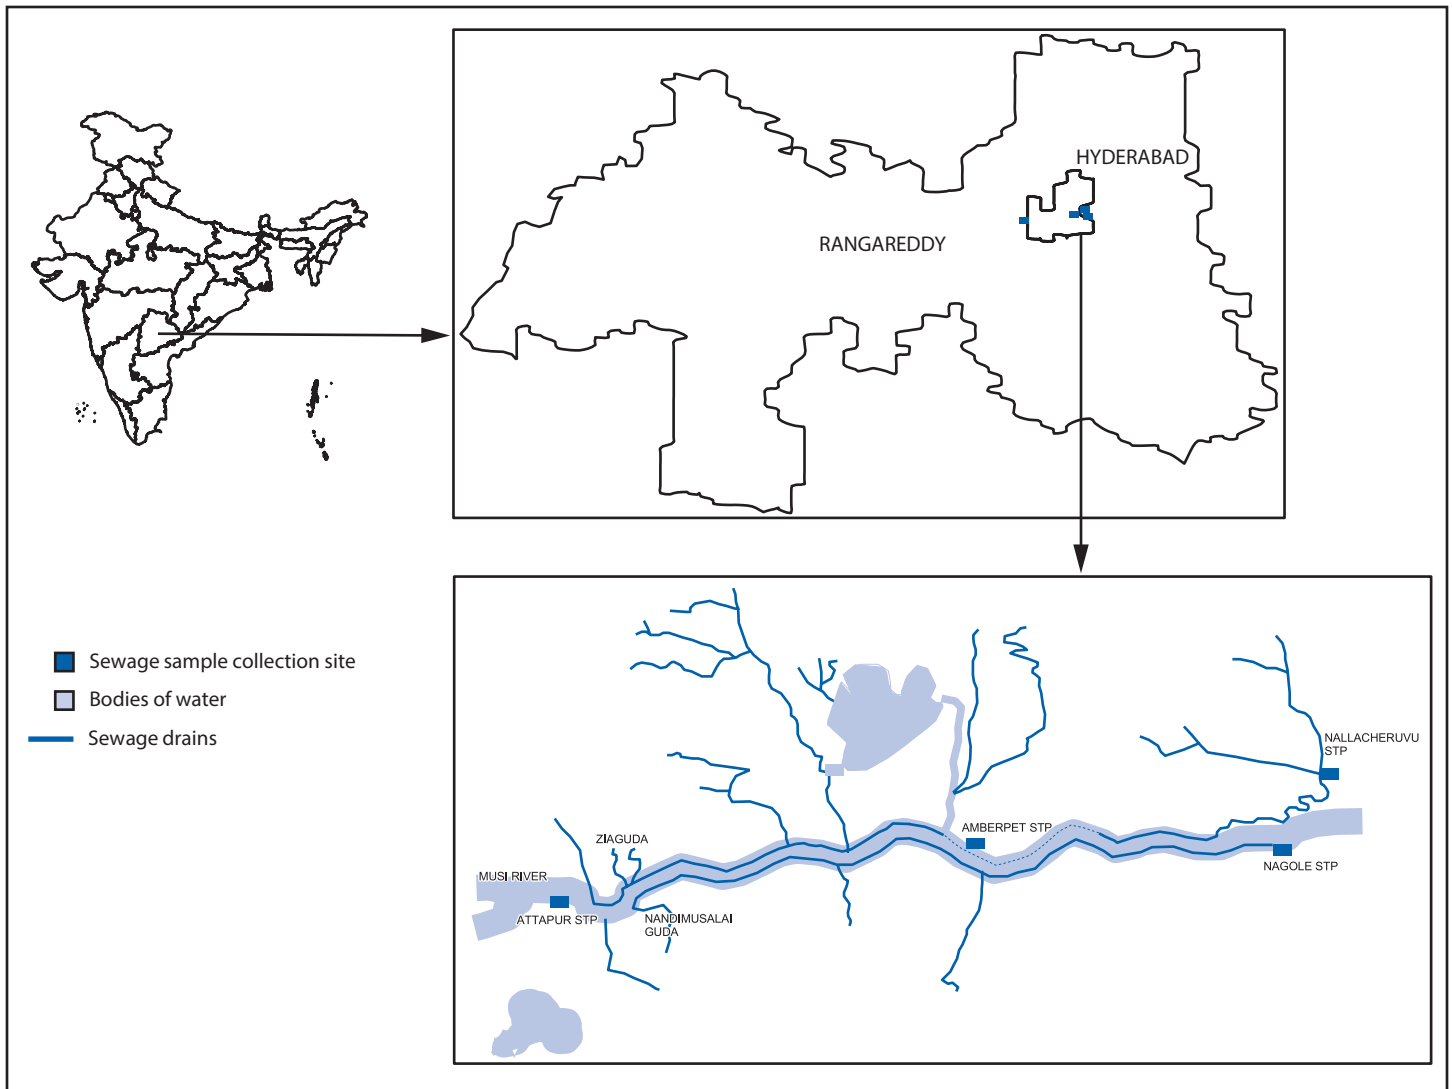 HYDERABAD
RANGAREDDY
Sewage sample collection site
Bodies of water
Sewage drains
NALLACHERUVU
STP
AMBERPET STP
ZIAGUDA
NAGOLE STP
MUSI RIVER
ATTAPUR STP
NANDIMUSALAI
GUDA